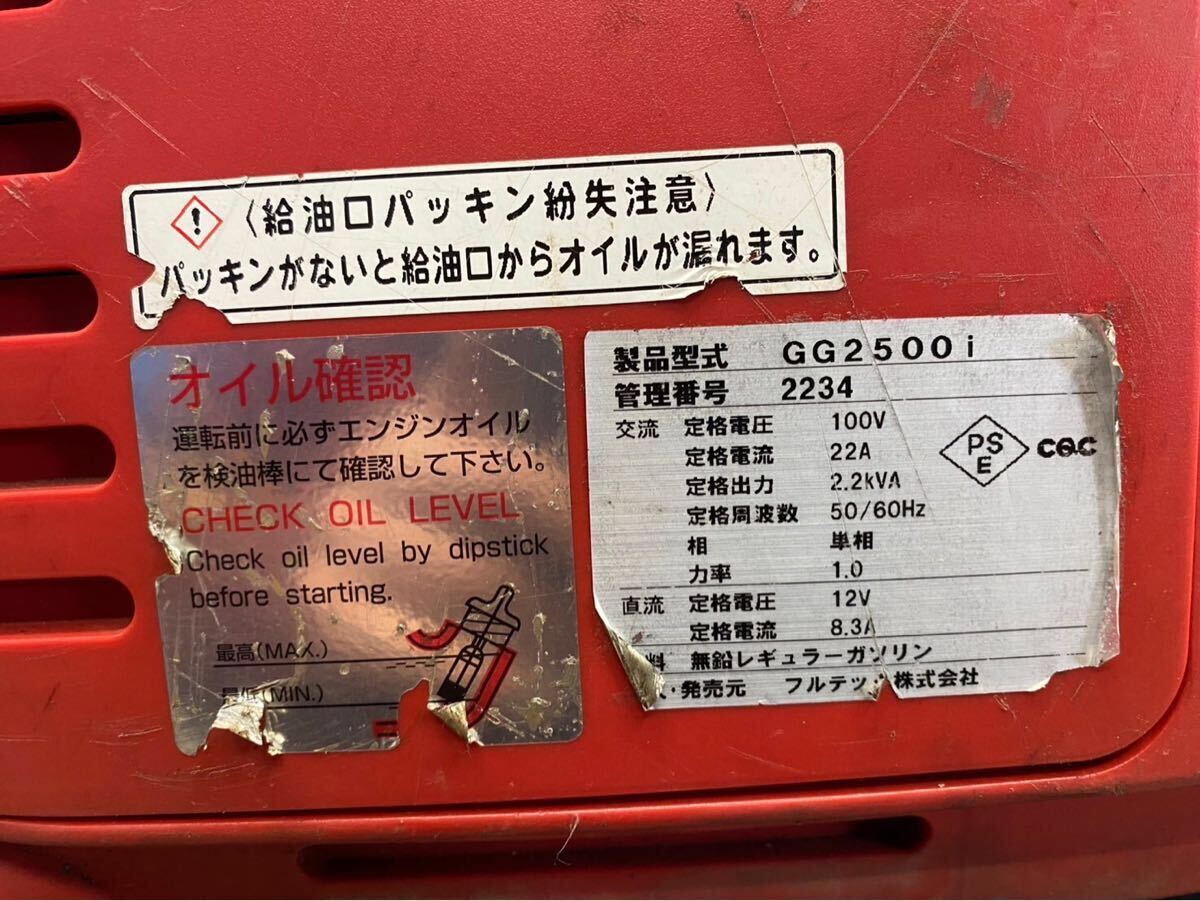 〈給油口パッキン紛失注意〉
パッキンがないと給油口からオイルが漏れます。
オイル確認
運転前に必ずエンジンオイル
を検油棒にて確認して下さい。
CHECK OIL LEVEL
Check oil level by dipstick
before starting.
最高(MAX.)
最低(MIN.)
製品型式 GG2500i
管理番号 2234
交流 定格電圧 100V
定格電流 22A
定格出力 2.2kVA
定格周波数 50/60Hz
相 単相
力率 1.0
直流 定格電圧 12V
定格電流 8.3A
料 無鉛レギュラーガソリン
・発売元 フルテック株式会社
PS
E
CQC